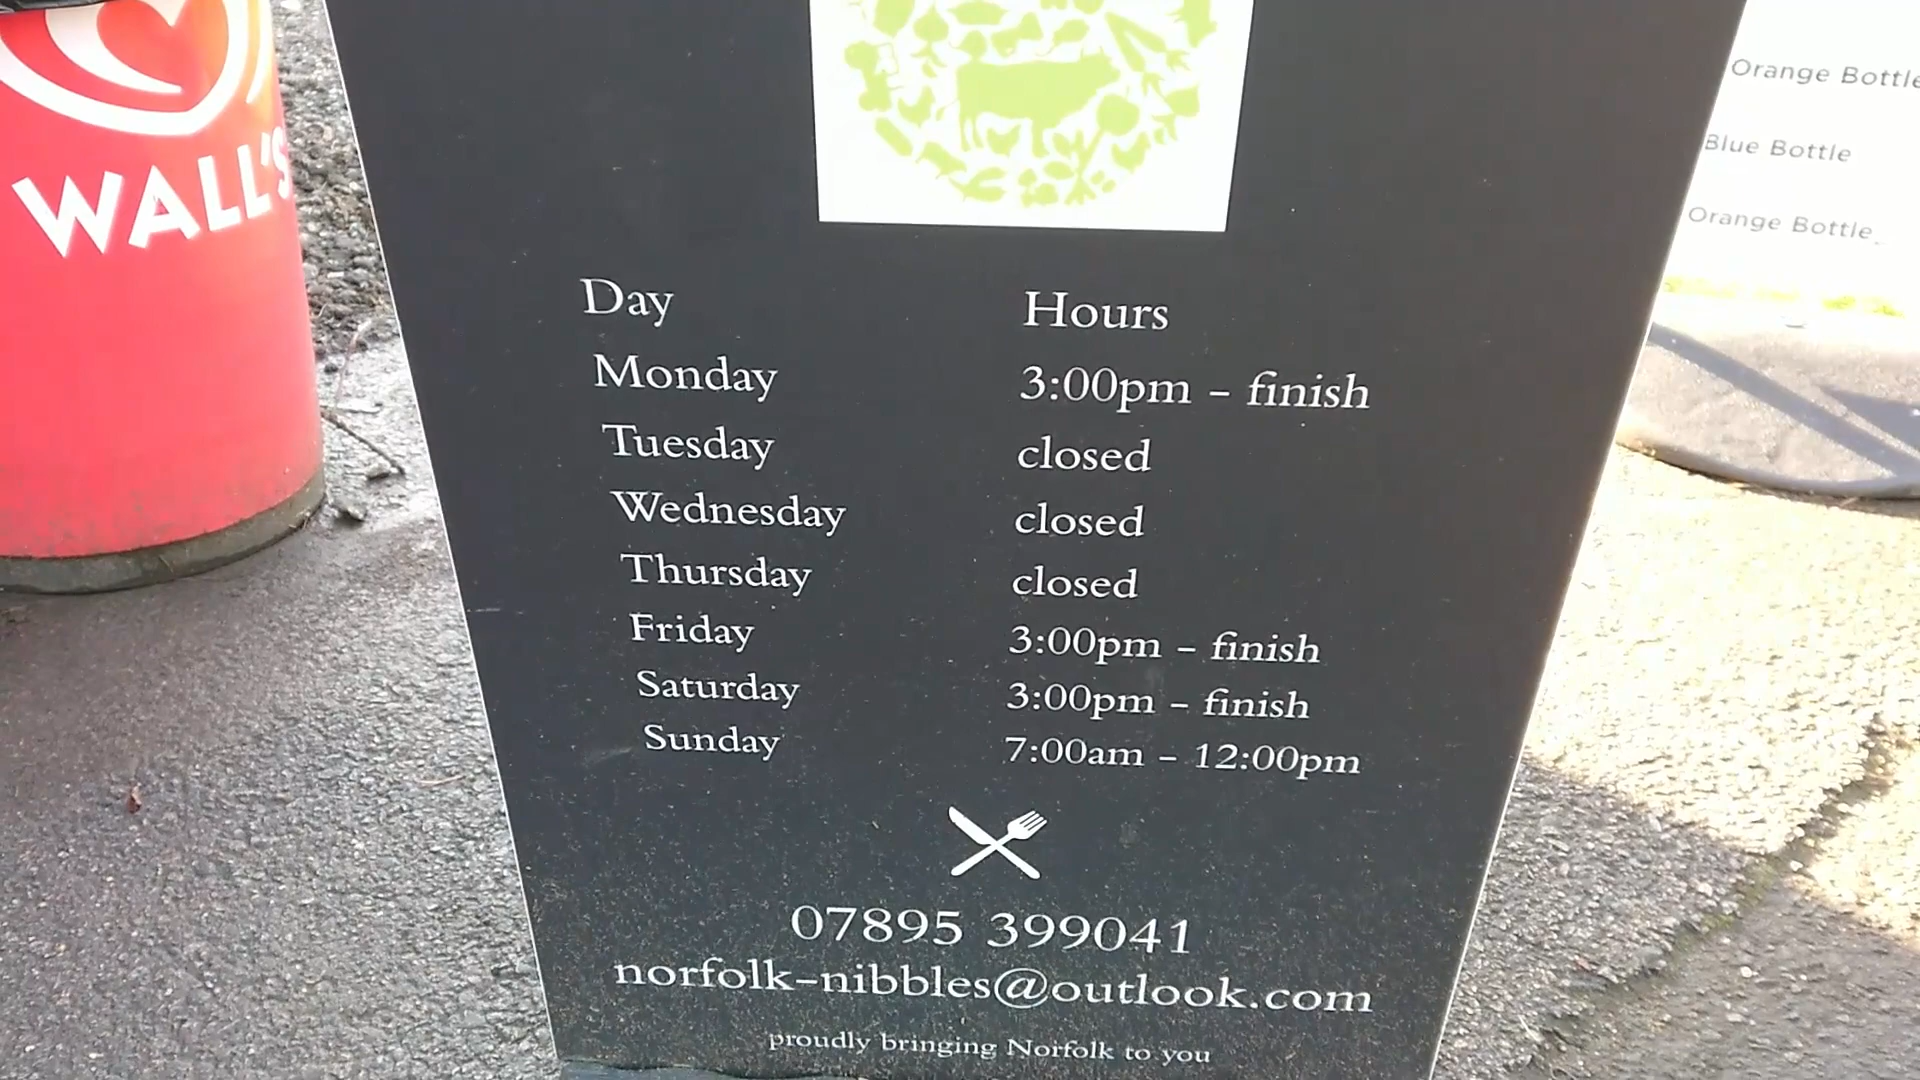 WALL'S
Day Hours
Monday 3:00pm - finish
Tuesday closed
Wednesday closed
Thursday closed
Friday 3:00pm - finish
Saturday 3:00pm - finish
Sunday 7:00am - 12:00pm
07895 399041
norfolk-nibbles@outlook.com
proudly bringing Norfolk to you
Orange Bottle
Blue Bottle
Orange Bottle